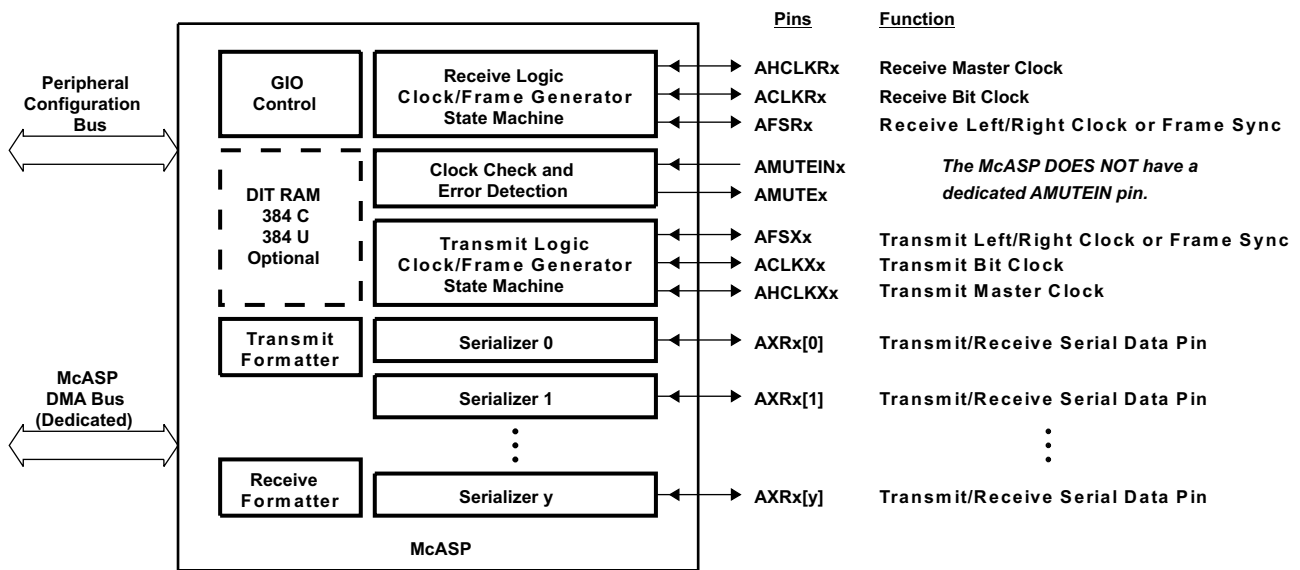 Pins Function
Peripheral
Configuration
Bus
GIO
Control
Receive Logic
Clock/Frame Generator
State Machine
AHCLKRx Receive Master Clock
ACLKRx Receive Bit Clock
AFSRx Receive Left/Right Clock or Frame Sync
DIT RAM
384 C
384 U
Optional
Clock Check and
Error Detection
AMUTEINx
AMUTEx
The McASP DOES NOT have a
dedicated AMUTEIN pin.
Transmit Logic
Clock/Frame Generator
State Machine
AFSXx Transmit Left/Right Clock or Frame Sync
ACLKXx Transmit Bit Clock
AHCLKXx Transmit Master Clock
Transmit
Formatter
Serializer 0
AXRx[0] Transmit/Receive Serial Data Pin
McASP
DMA Bus
(Dedicated)
Serializer 1
AXRx[1] Transmit/Receive Serial Data Pin
Receive
Formatter
Serializer y
AXRx[y] Transmit/Receive Serial Data Pin
McASP